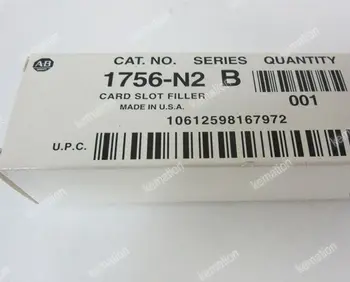 CAT. NO. SERIES QUANTITY
AB
1756-N2 B
CARD SLOT FILLER
001
MADE IN U.S.A.
10612598167972
U.P.C.